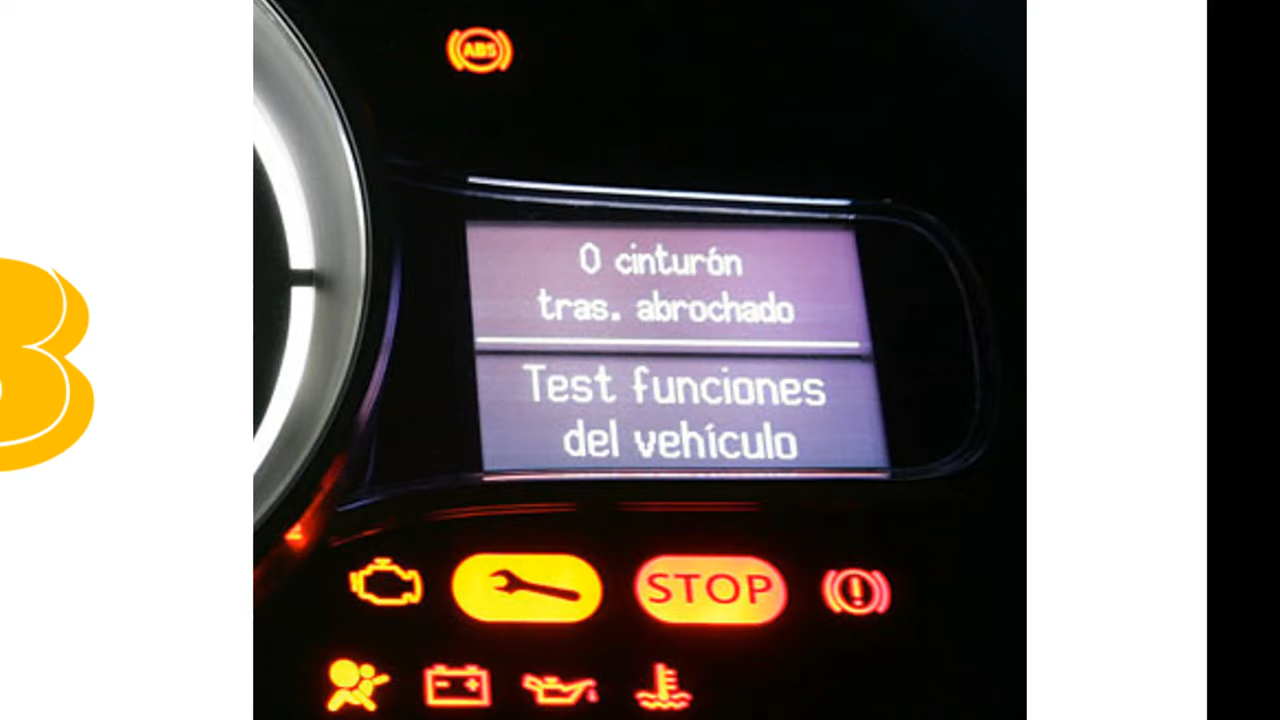 ABS
0 cinturón
tras. abrochado
Test funciones
del vehículo
STOP